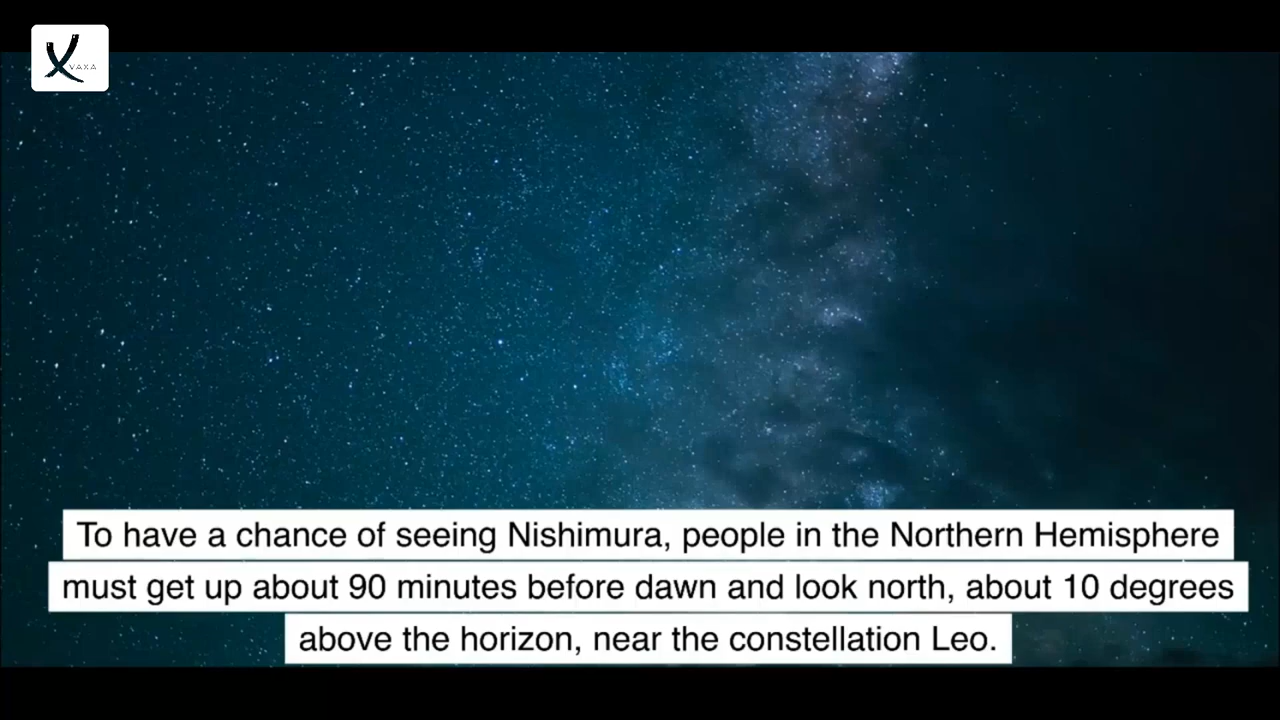 VAXA
To have a chance of seeing Nishimura, people in the Northern Hemisphere
must get up about 90 minutes before dawn and look north, about 10 degrees
above the horizon, near the constellation Leo.